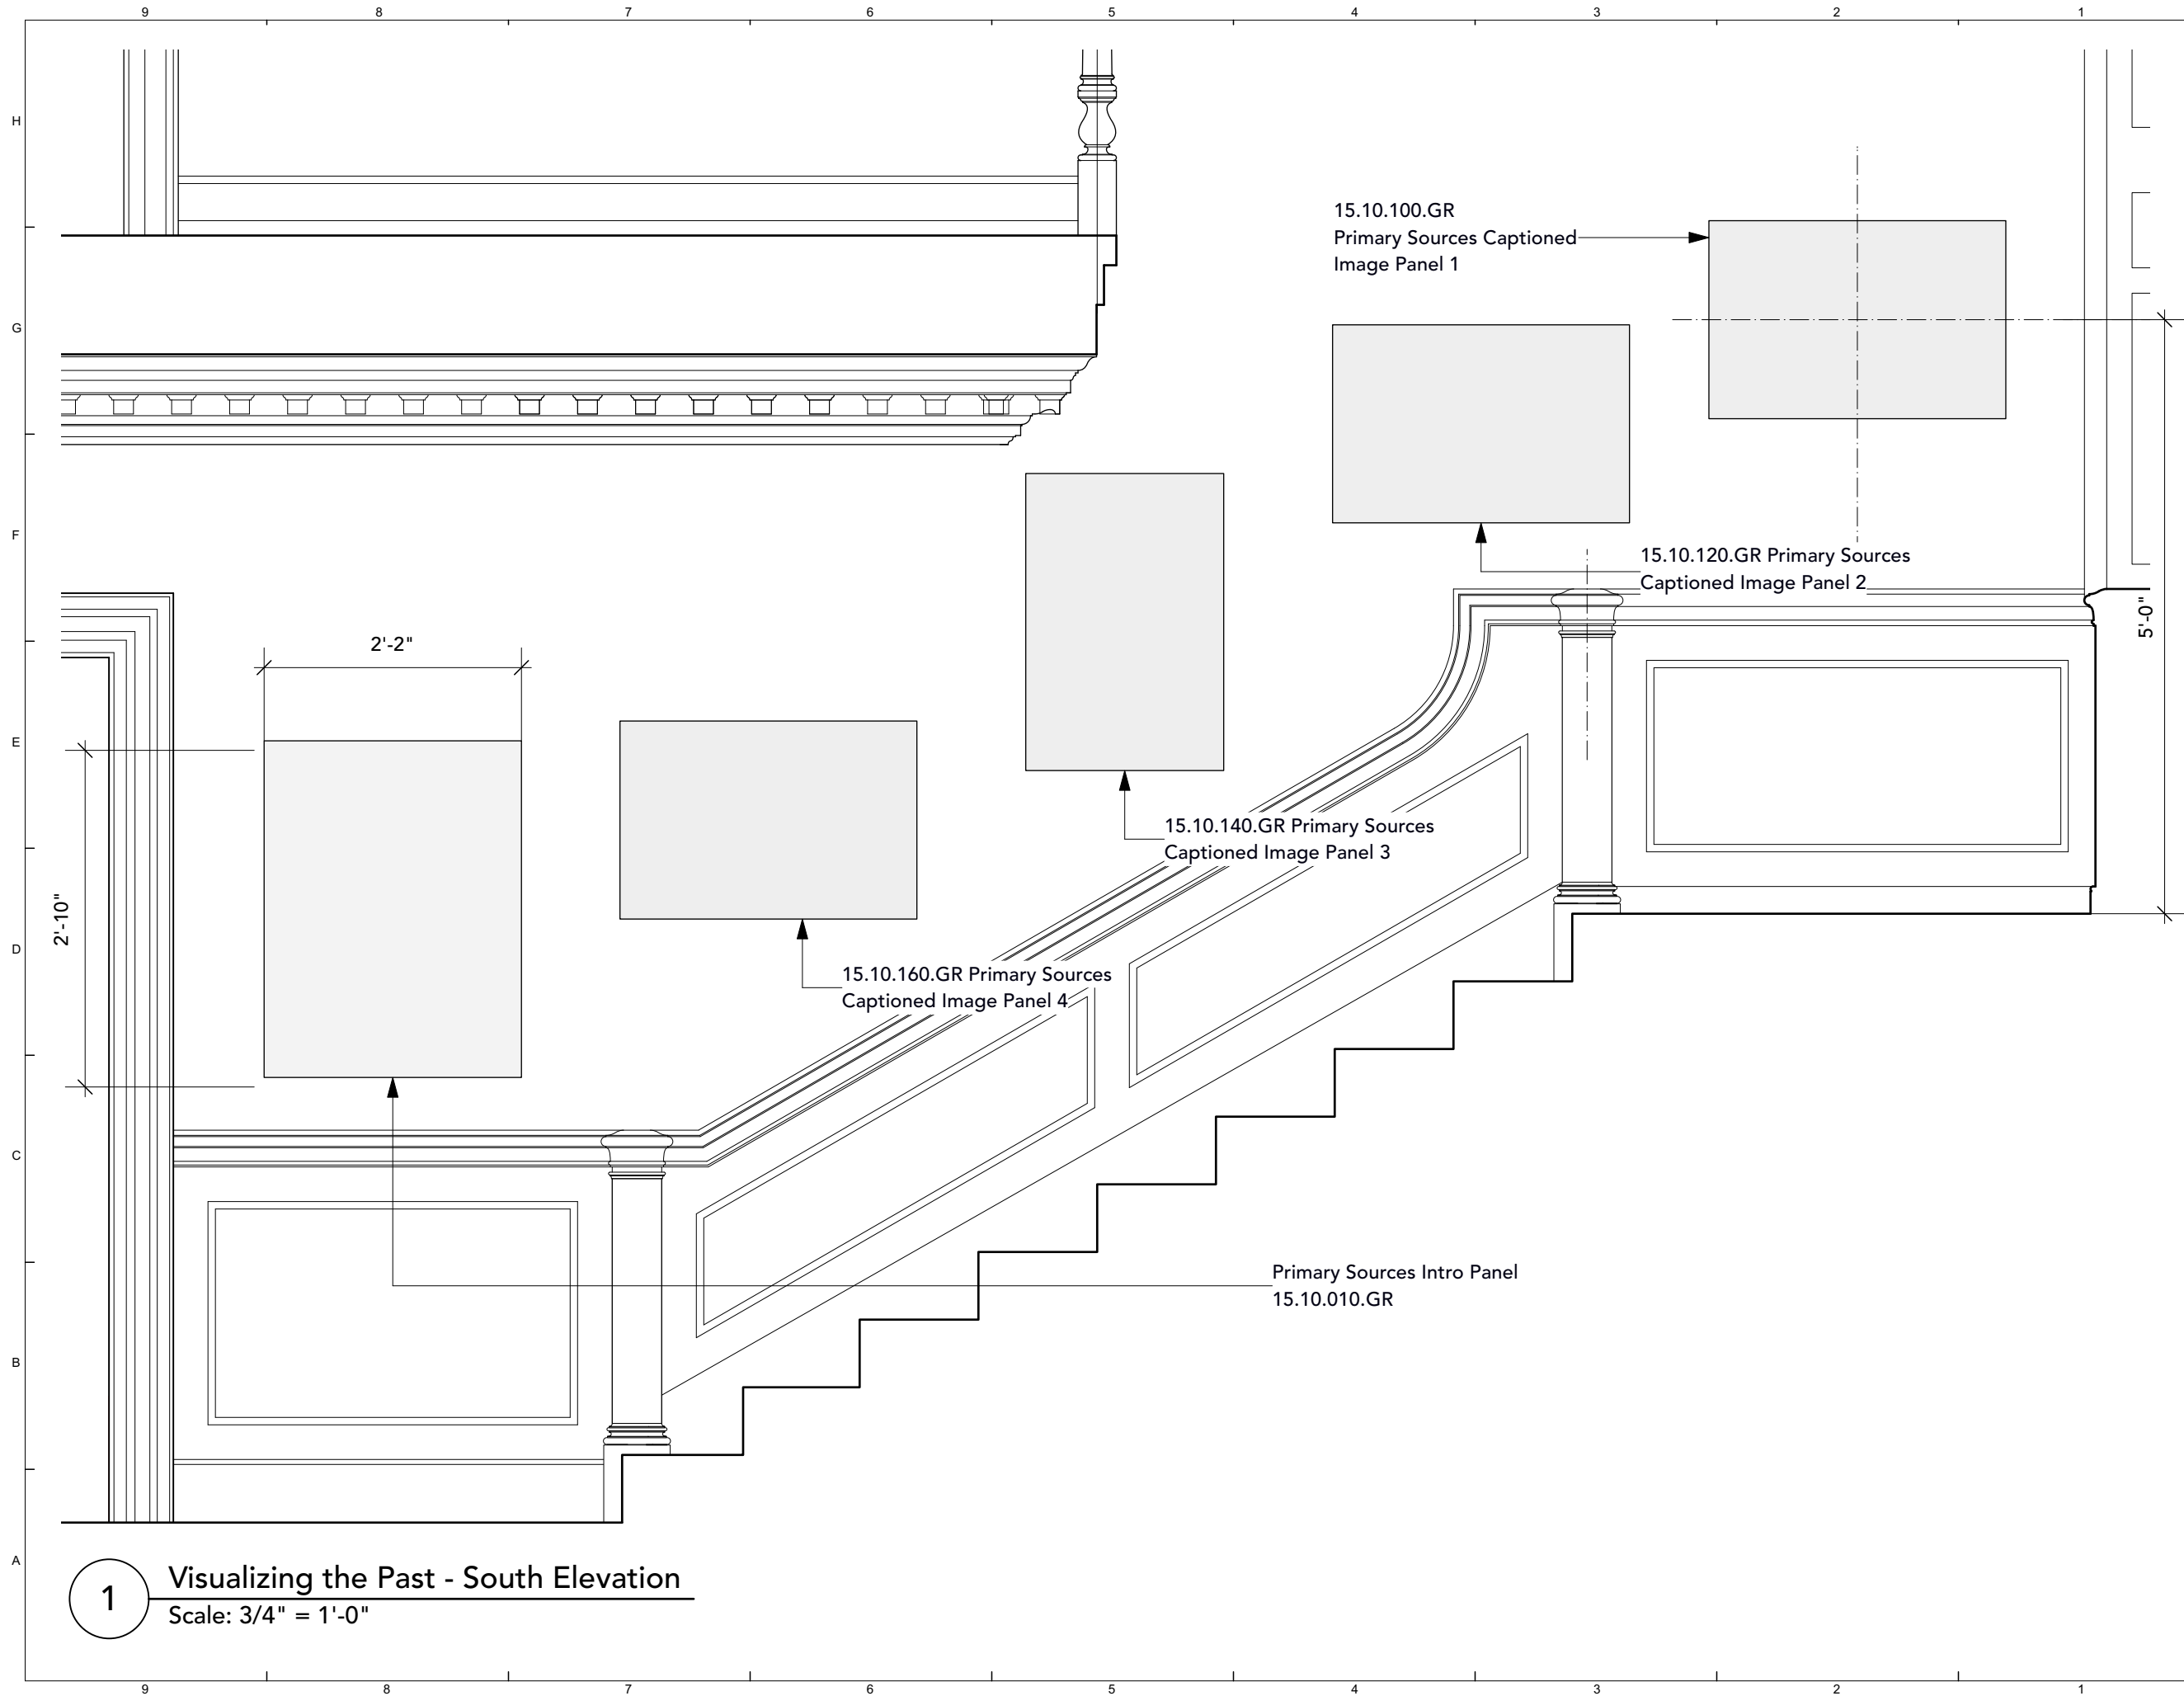 9 8 7 6 5 4 3 2 1
H
15.10.100.GR
Primary Sources Captioned
Image Panel 1
G
F
15.10.120.GR Primary Sources
Captioned Image Panel 2
5'-0"
2'-2"
E
15.10.140.GR Primary Sources
Captioned Image Panel 3
2'-10"
D
15.10.160.GR Primary Sources
Captioned Image Panel 4
C
Primary Sources Intro Panel
15.10.010.GR
B
A
1
Visualizing the Past - South Elevation
Scale: 3/4" = 1'-0"
9 8 7 6 5 4 3 2 1